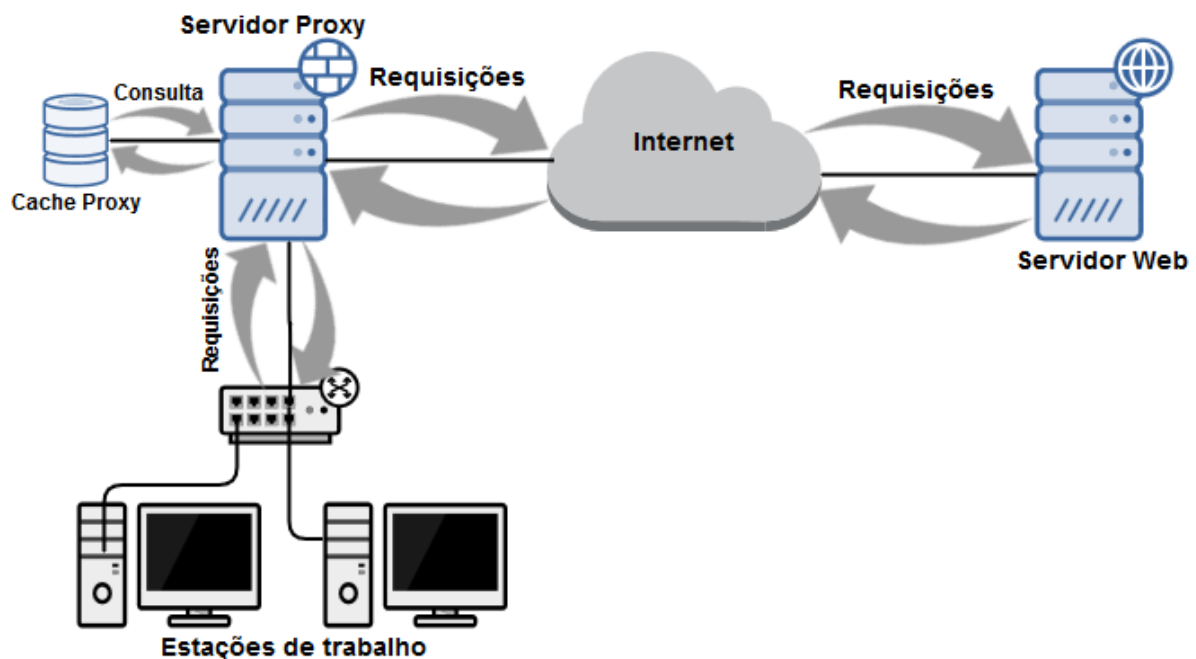 Servidor Proxy
Requisições
Consulta
Requisições
Internet
Cache Proxy
Servidor Web
Requisições
Estações de trabalho